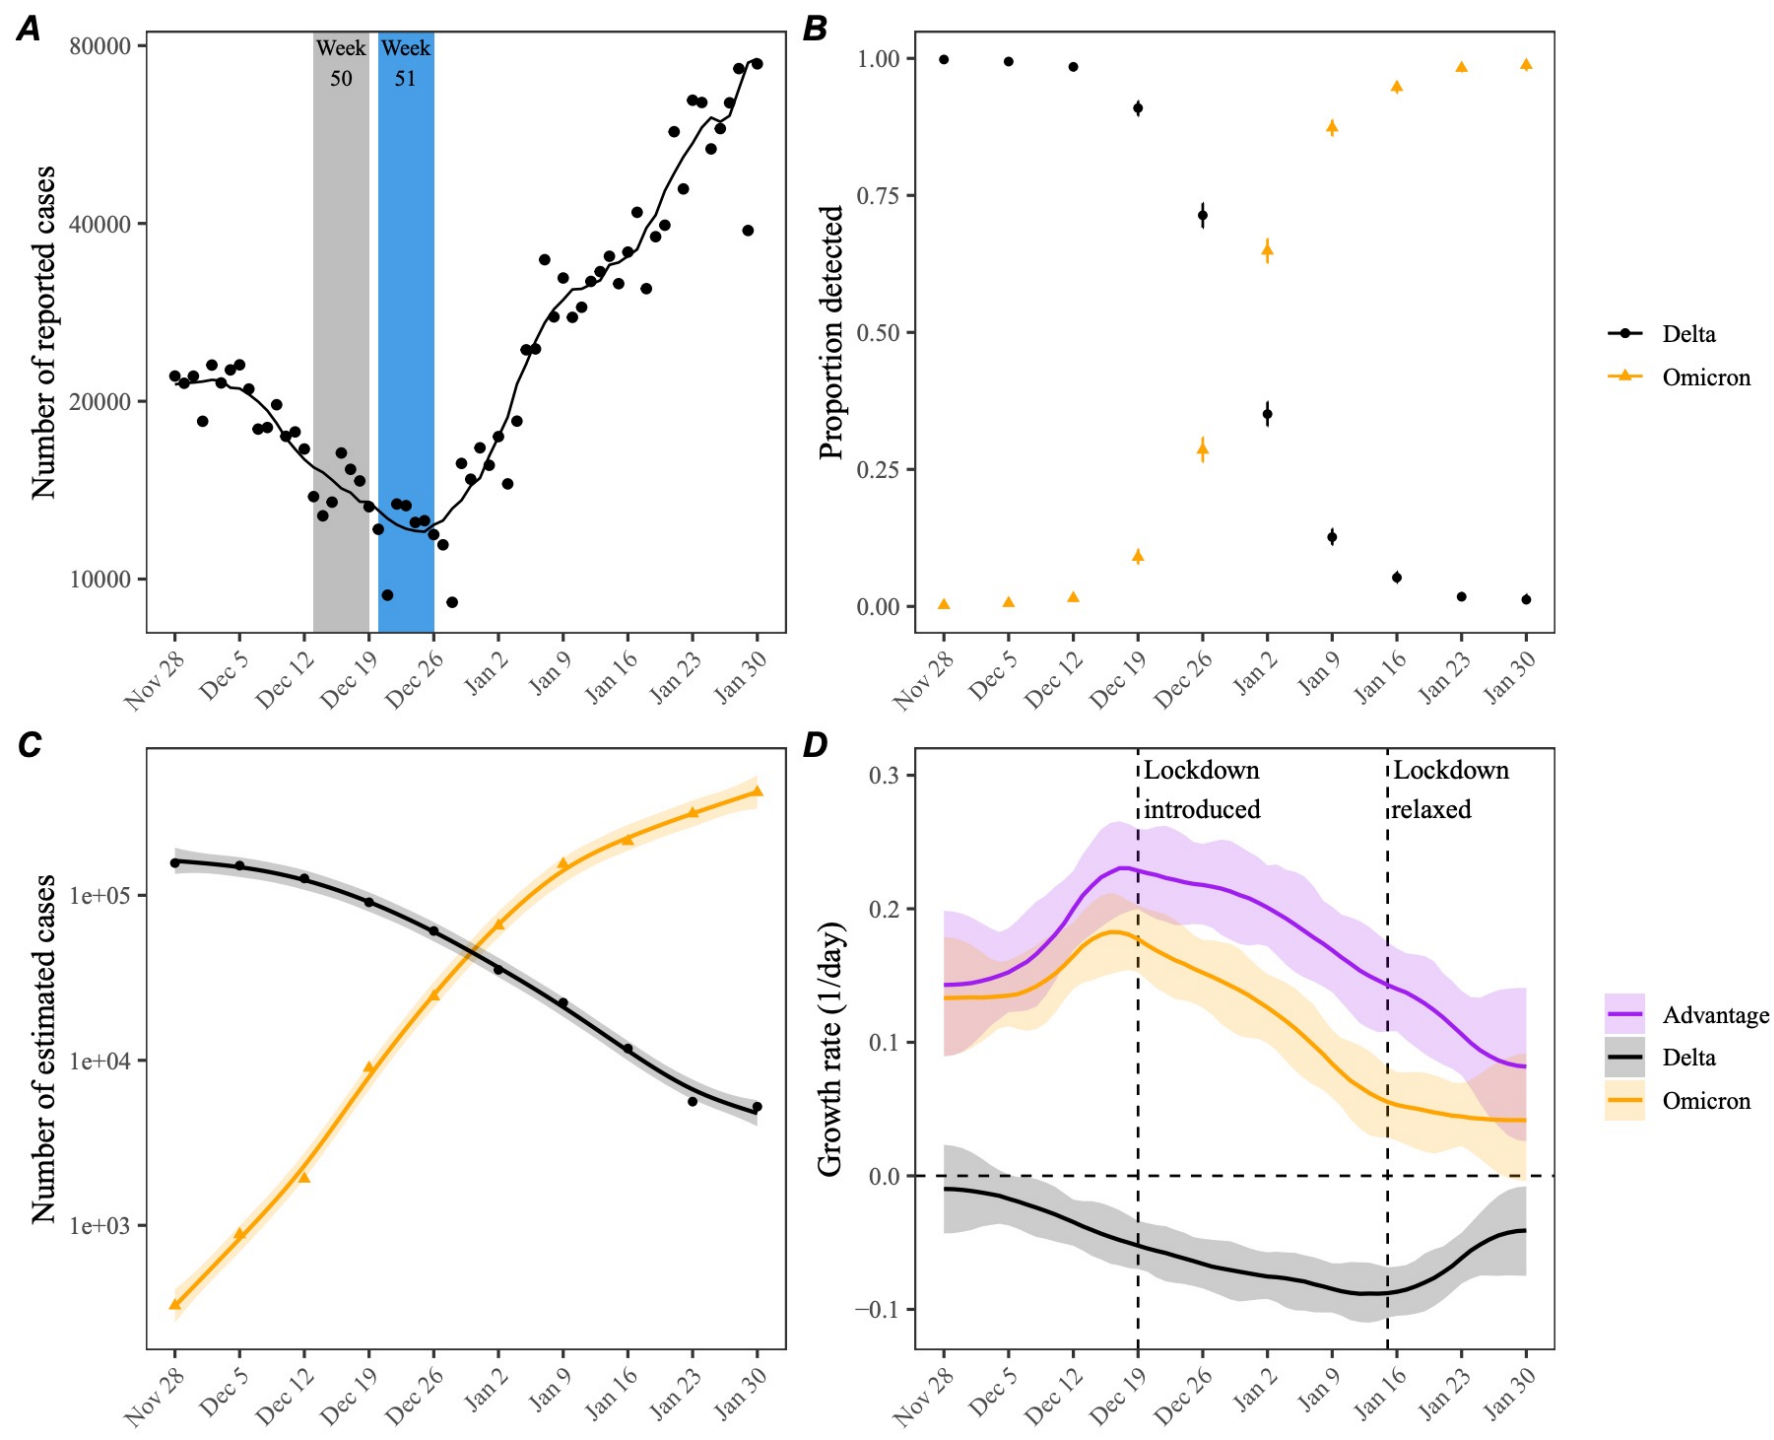 A
Number of reported cases
80000
40000
20000
10000
Week
50
Week
51
Nov 28
Dec 5
Dec 12
Dec 19
Dec 26
Jan 2
Jan 9
Jan 16
Jan 23
Jan 30
B
Proportion detected
1.00
0.75
0.50
0.25
0.00
Nov 28
Dec 5
Dec 12
Dec 19
Dec 26
Jan 2
Jan 9
Jan 16
Jan 23
Jan 30
Delta
Omicron
C
Number of estimated cases
1e+05
1e+04
1e+03
Nov 28
Dec 5
Dec 12
Dec 19
Dec 26
Jan 2
Jan 9
Jan 16
Jan 23
Jan 30
D
Growth rate (1/day)
0.3
0.2
0.1
0.0
−0.1
Lockdown
introduced
Lockdown
relaxed
Nov 28
Dec 5
Dec 12
Dec 19
Dec 26
Jan 2
Jan 9
Jan 16
Jan 23
Jan 30
Advantage
Delta
Omicron